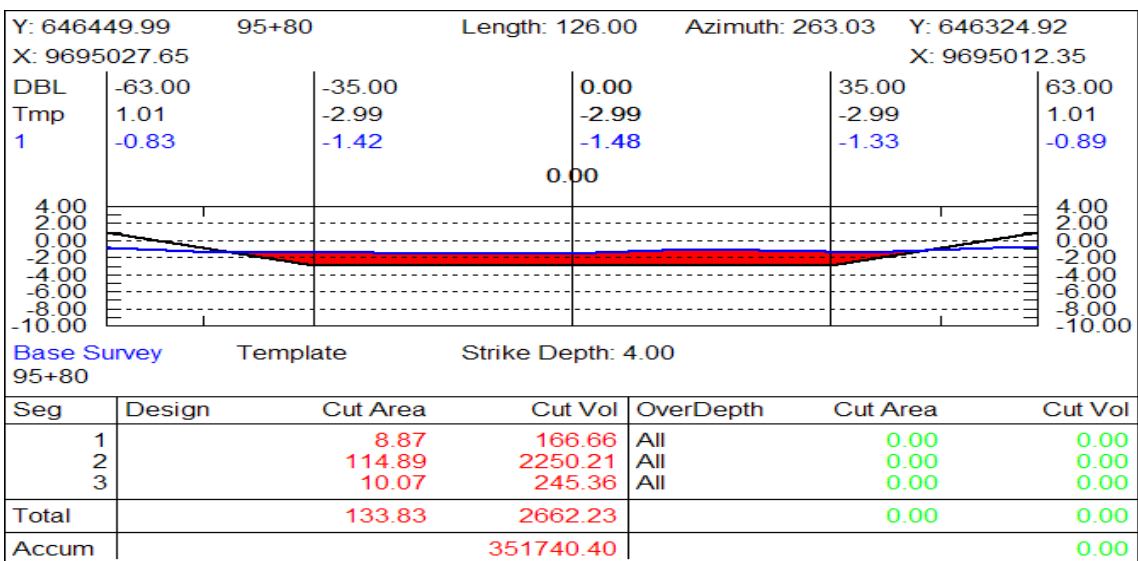 Y: 646449.99 95+80 Length: 126.00 Azimuth: 263.03 Y: 646324.92
X: 9695027.65 X: 9695012.35
DBL -63.00 -35.00 0.00 35.00 63.00
Tmp 1.01 -2.99 -2.99 -2.99 1.01
1 -0.83 -1.42 -1.48 -1.33 -0.89
0.00
4.00 4.00
2.00 2.00
0.00 0.00
-2.00 -2.00
-4.00 -4.00
-6.00 -6.00
-8.00 -8.00
-10.00 -10.00
Base Survey Template Strike Depth: 4.00
95+80
Seg Design Cut Area Cut Vol OverDepth Cut Area Cut Vol
1 8.87 166.66 All 0.00 0.00
2 114.89 2250.21 All 0.00 0.00
3 10.07 245.36 All 0.00 0.00
Total 133.83 2662.23 0.00 0.00
Accum 351740.40 0.00